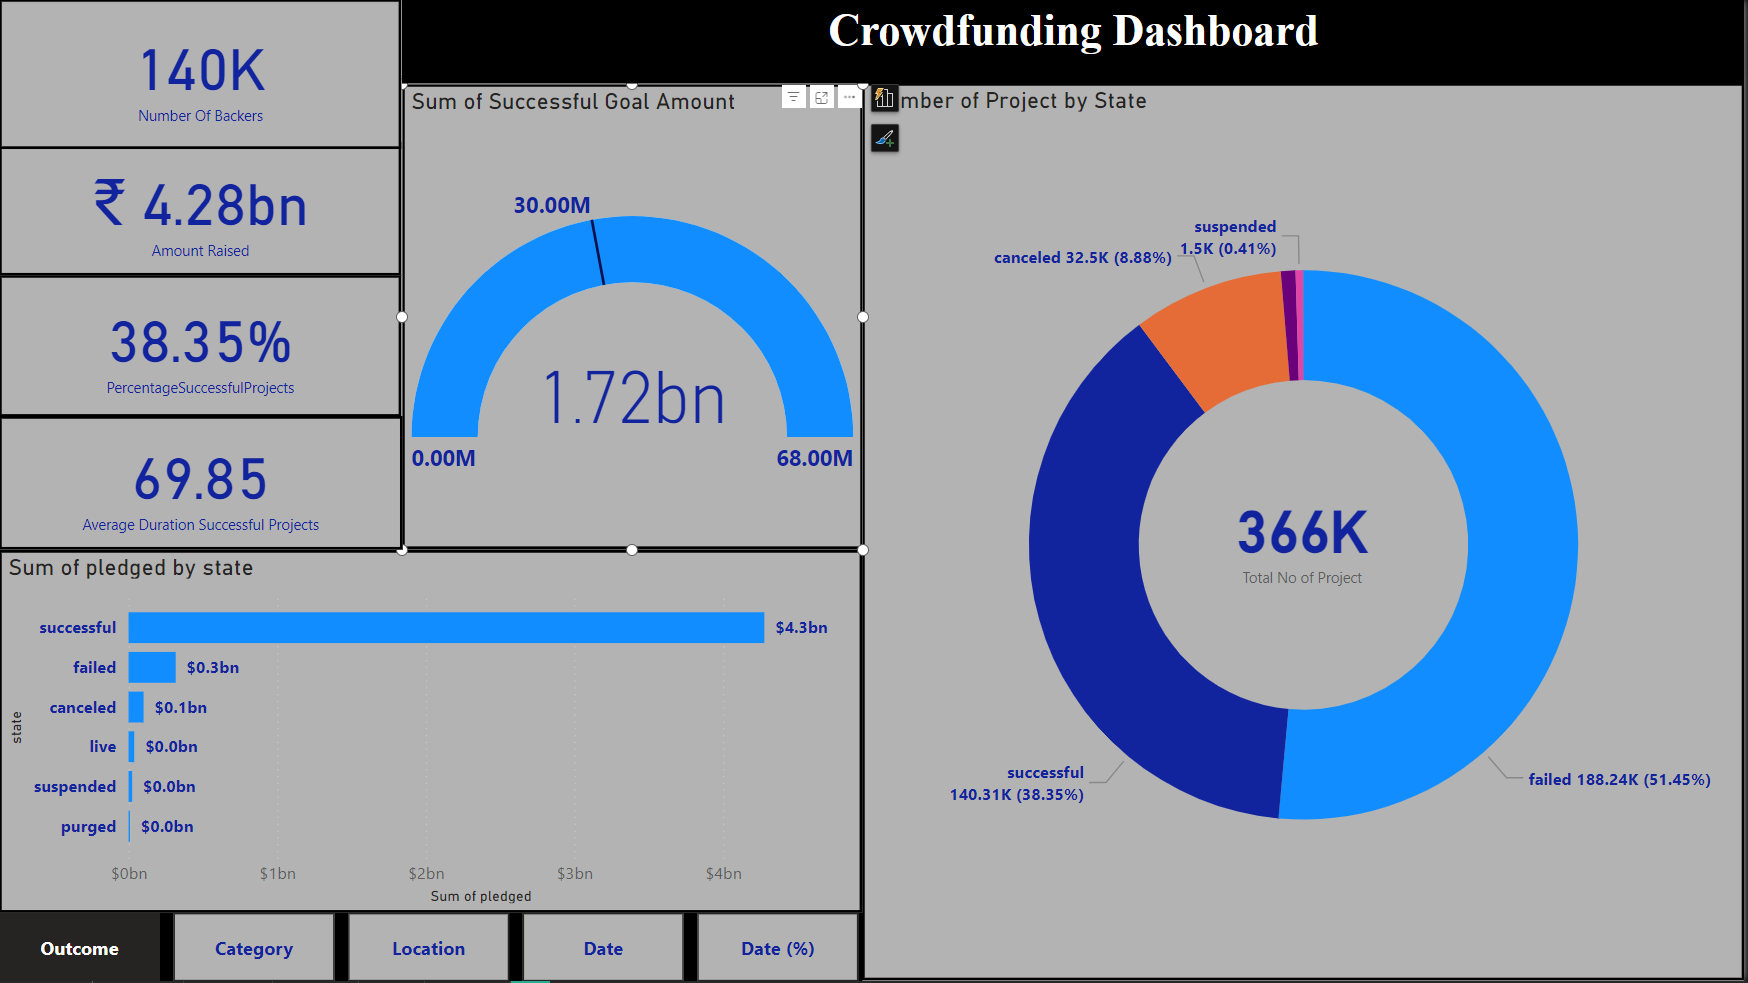 Crowdfunding Dashboard
140K
Number Of Backers
₹ 4.28bn
Amount Raised
38.35%
PercentageSuccessfulProjects
69.85
Average Duration Successful Projects
Sum of Successful Goal Amount
30.00M
1.72bn
0.00M
68.00M
mber of Project by State
suspended
1.5K (0.41%)
canceled 32.5K (8.88%)
366K
Total No of Project
successful
140.31K (38.35%)
failed 188.24K (51.45%)
Sum of pledged by state
state
successful
$4.3bn
failed
$0.3bn
canceled
$0.1bn
live
$0.0bn
suspended
$0.0bn
purged
$0.0bn
$0bn
$1bn
$2bn
$3bn
$4bn
Sum of pledged
Outcome
Category
Location
Date
Date (%)